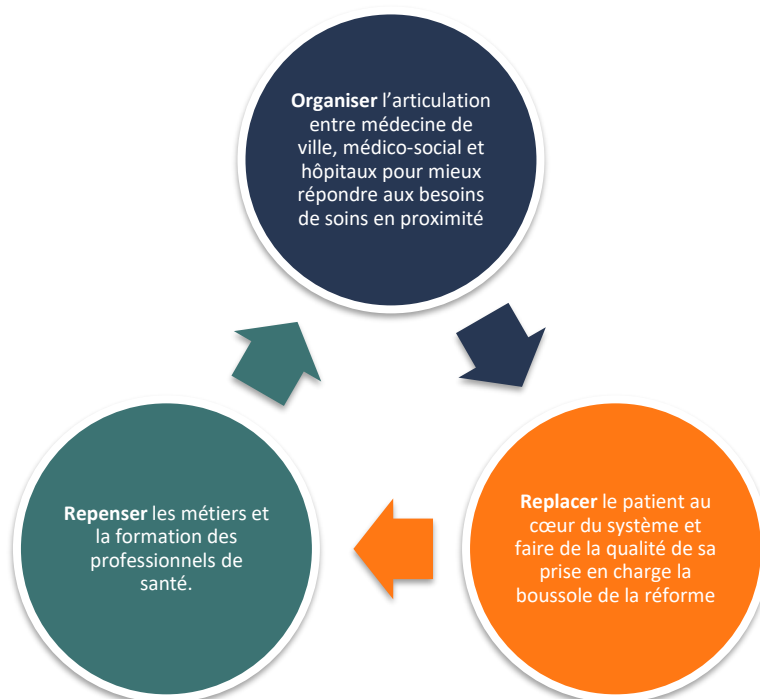 Organiser l’articulation
entre médecine de
ville, médico-social et
hôpitaux pour mieux
répondre aux besoins
de soins en proximité
Repenser les métiers et
la formation des
professionnels de
santé.
Replacer le patient au
cœur du système et
faire de la qualité de sa
prise en charge la
boussole de la réforme